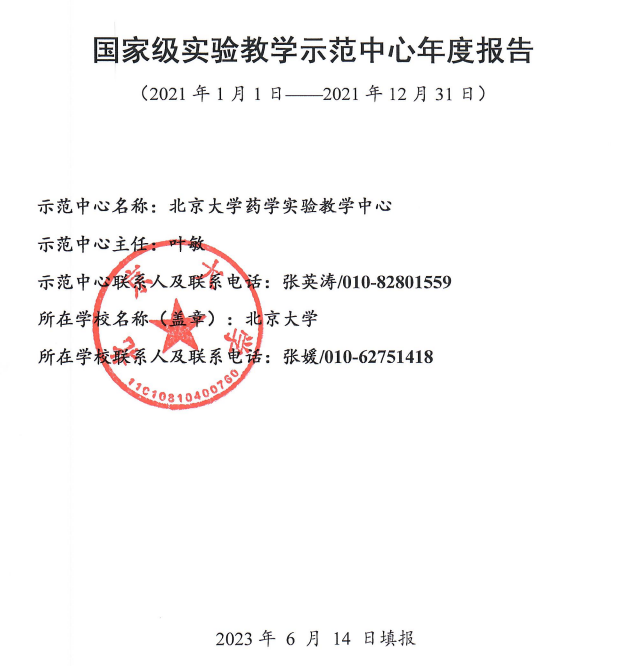 国家级实验教学示范中心年度报告
（2021 年 1 月 1 日——2021 年 12 月 31 日）
示范中心名称：北京大学药学实验教学中心
示范中心主任：叶敏
示范中心联系人及联系电话：张英涛/010-82801559
所在学校名称（盖章）：北京大学
所在学校联系人及联系电话：张媛/010-62751418
北京大学
11C10810400760
2023 年 6 月 14 日填报